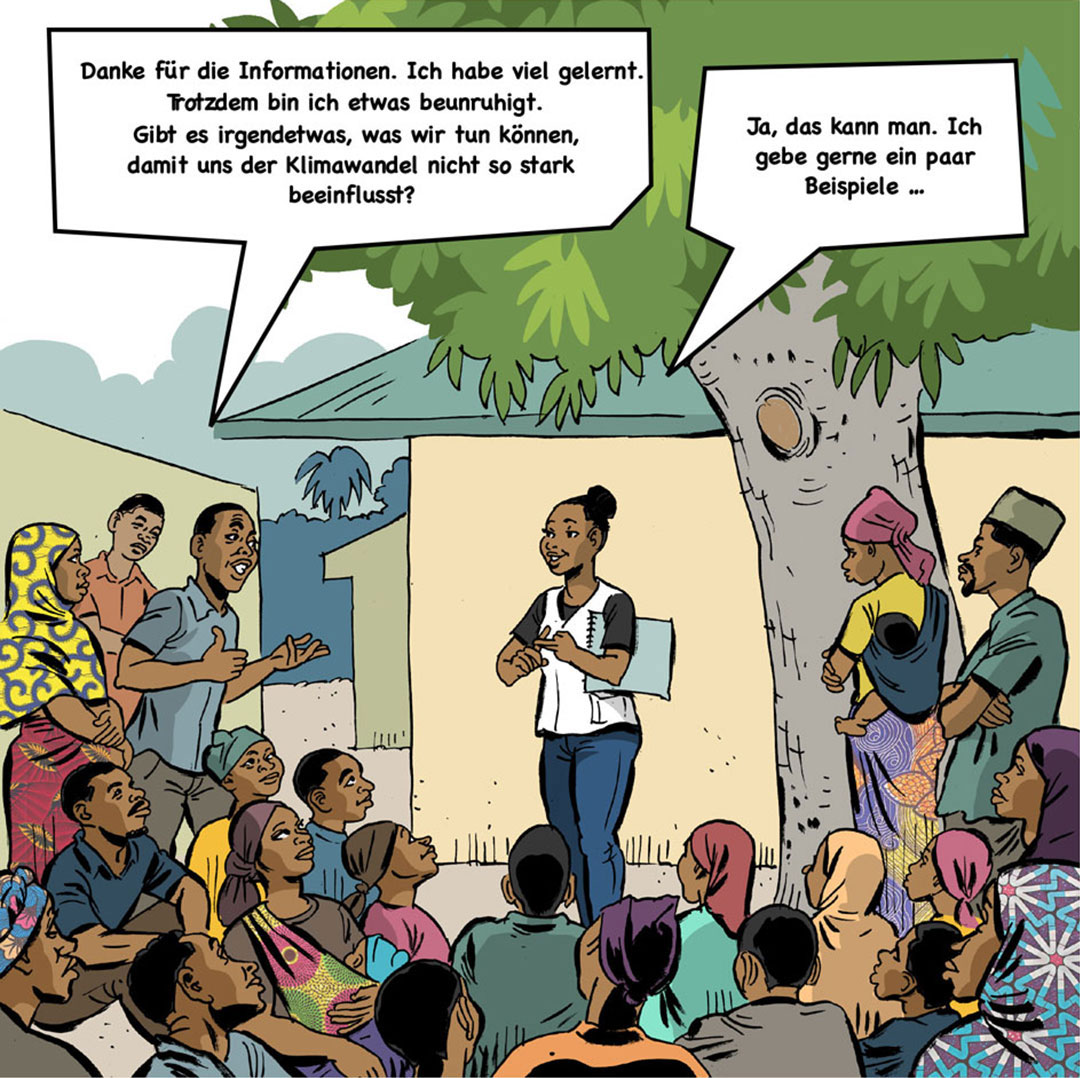 Danke für die Informationen. Ich habe viel gelernt.
Trotzdem bin ich etwas beunruhigt.
Gibt es irgendetwas, was wir tun können,
damit uns der Klimawandel nicht so stark
beeinflusst?
Ja, das kann man. Ich
gebe gerne ein paar
Beispiele ...